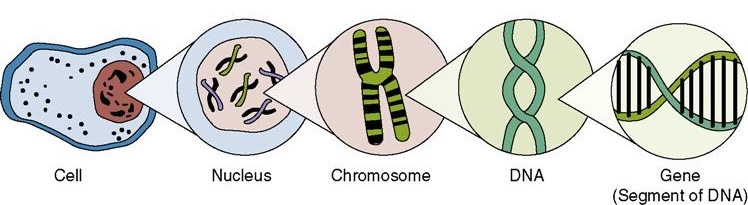 Cell Nucleus Chromosome DNA Gene
(Segment of DNA)